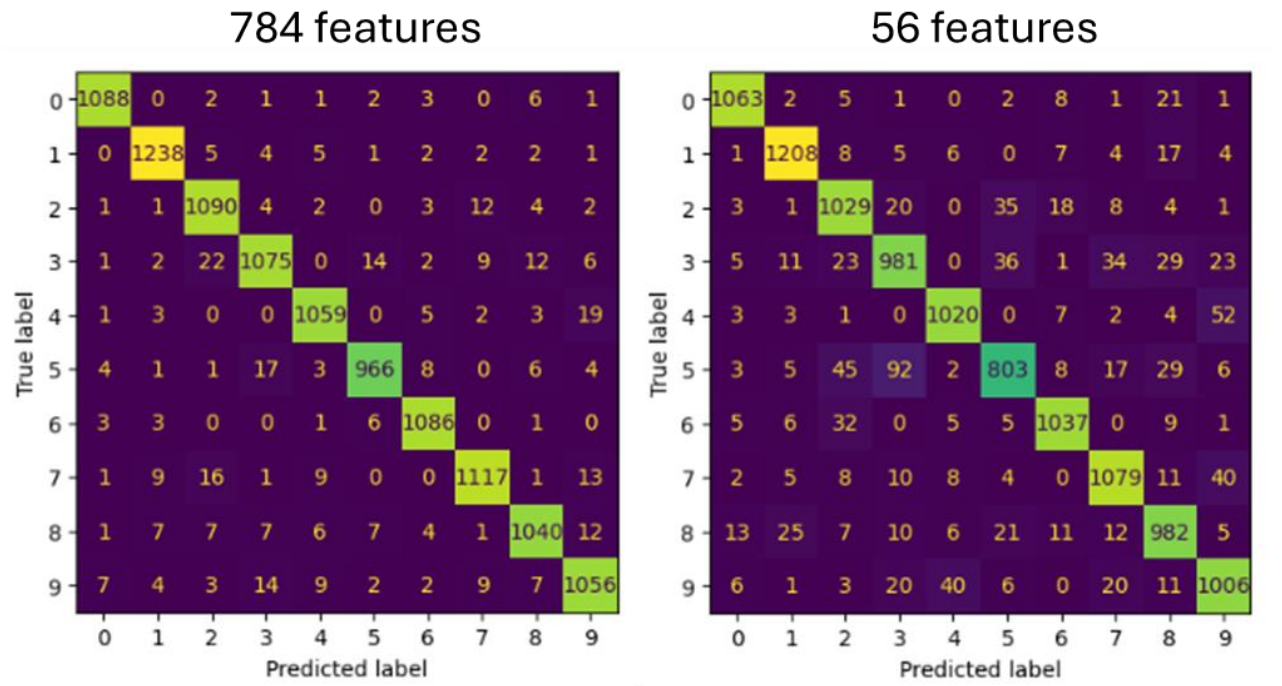 784 features
0 1088 0 2 1 1 2 3 0 6 1
1 0 1238 5 4 5 1 2 2 2 1
2 1 1 1090 4 2 0 3 12 4 2
3 1 2 22 1075 0 14 2 9 12 6
4 1 3 0 0 1059 0 5 2 3 19
5 4 1 1 17 3 966 8 0 6 4
6 3 3 0 0 1 6 1086 0 1 0
7 1 9 16 1 9 0 0 1117 1 13
8 1 7 7 7 6 7 4 1 1040 12
9 7 4 3 14 9 2 2 9 7 1056
0 1 2 3 4 5 6 7 8 9
True label
Predicted label
56 features
0 1063 2 5 1 0 2 8 1 21 1
1 1 1208 8 5 6 0 7 4 17 4
2 3 1 1029 20 0 35 18 8 4 1
3 5 11 23 981 0 36 1 34 29 23
4 3 3 1 0 1020 0 7 2 4 52
5 3 5 45 92 2 803 8 17 29 6
6 5 6 32 0 5 5 1037 0 9 1
7 2 5 8 10 8 4 0 1079 11 40
8 13 25 7 10 6 21 11 12 982 5
9 6 1 3 20 40 6 0 20 11 1006
0 1 2 3 4 5 6 7 8 9
True label
Predicted label